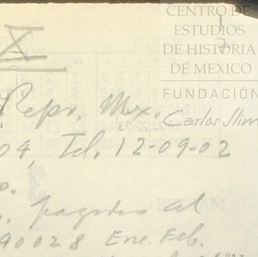 CENTRO DE
ESTUDIOS
DE HISTORIA
DE MEXICO
FUNDACIÓN
Carlos Slim
X
Repr. Mex.
04, Tel. 12-09-02
o.
pagados al
90028 Ene. Feb.